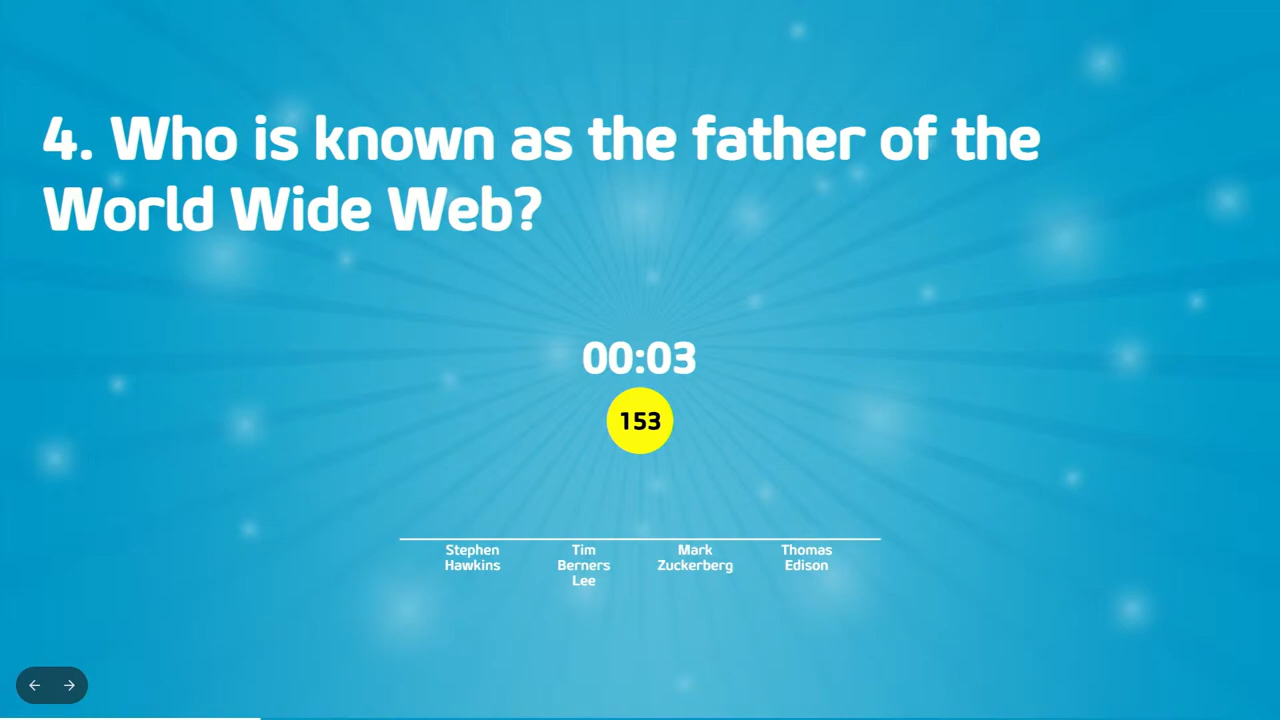 4. Who is known as the father of the
World Wide Web?
00:03
153
Stephen
Hawkins
Tim
Berners
Lee
Mark
Zuckerberg
Thomas
Edison